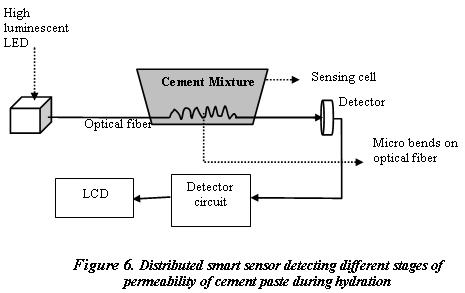 High
luminescent
LED
Cement Mixture
Sensing cell
Detector
Optical fiber
Micro bends on
optical fiber
LCD
Detector
circuit
Figure 6. Distributed smart sensor detecting different stages of
permeability of cement paste during hydration